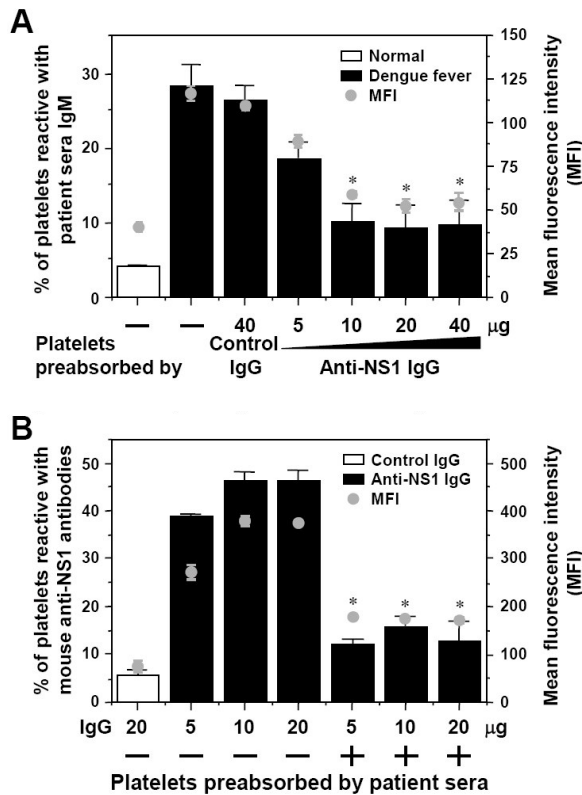 A
% of platelets reactive with
patient sera IgM
30
20
10
0
Normal
Dengue fever
MFI
*
*
*
150
125
100
75
50
25
0
Mean fluorescence intensity
(MFI)
— — 40 5 10 20 40 μg
Platelets
preabsorbed by
Control
IgG
Anti-NS1 IgG
B
% of platelets reactive with
mouse anti-NS1 antibodies
50
40
30
20
10
0
Control IgG
Anti-NS1 IgG
MFI
*
*
*
500
400
300
200
100
0
Mean fluorescence intensity
(MFI)
IgG 20 5 10 20 5 10 20 μg
— — — — + + +
Platelets preabsorbed by patient sera